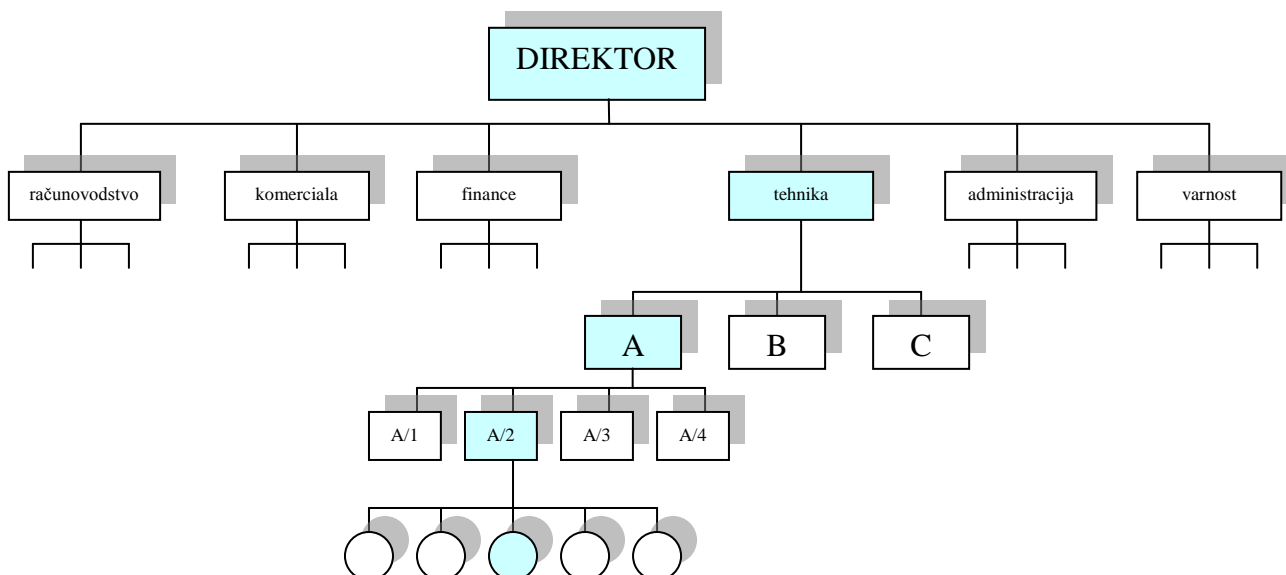 DIREKTOR
računovodstvo
komerciala
finance
tehnika
administracija
varnost
A
B
C
A/1
A/2
A/3
A/4